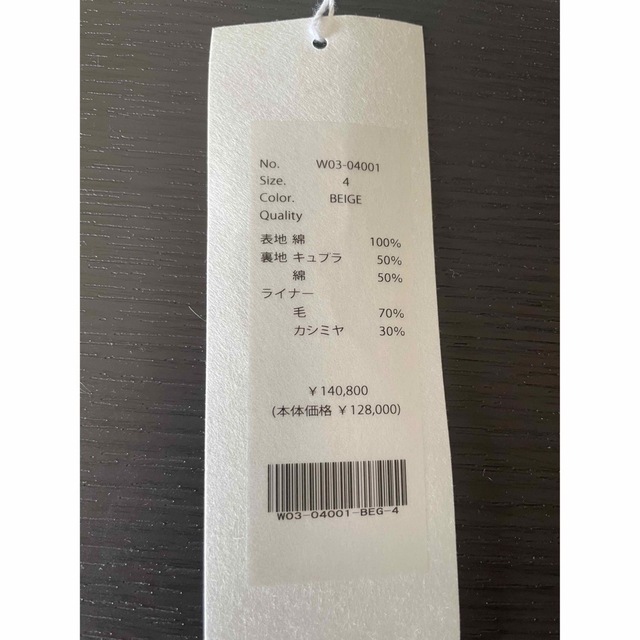 No. W03-04001
Size. 4
Color. BEIGE
Quality
表地 綿 100%
裏地 キュプラ 50%
綿 50%
ライナー
毛 70%
カシミヤ 30%
￥140,800
(本体価格 ￥128,000)
W03-04001-BEG-4